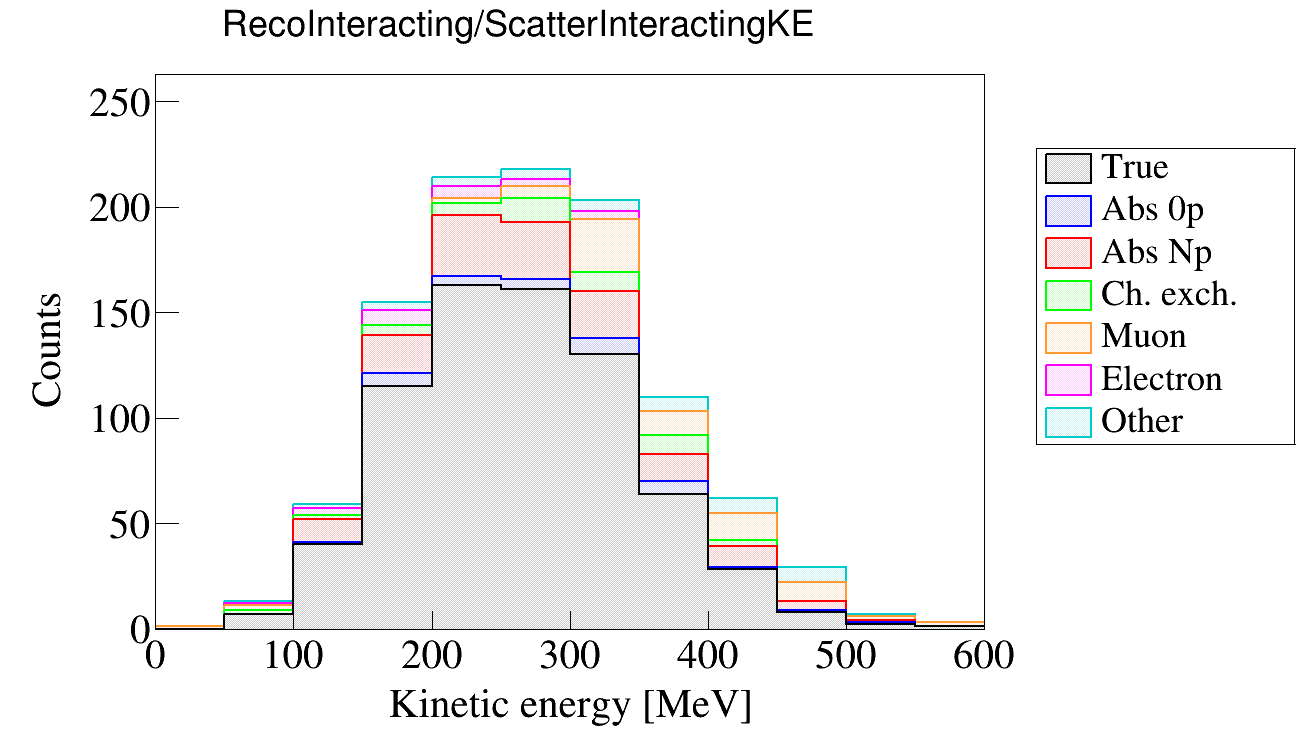 RecoInteracting/ScatterInteractingKE
250
200
150
100
50
0
Counts
0 100 200 300 400 500 600
Kinetic energy [MeV]
True
Abs 0p
Abs Np
Ch. exch.
Muon
Electron
Other